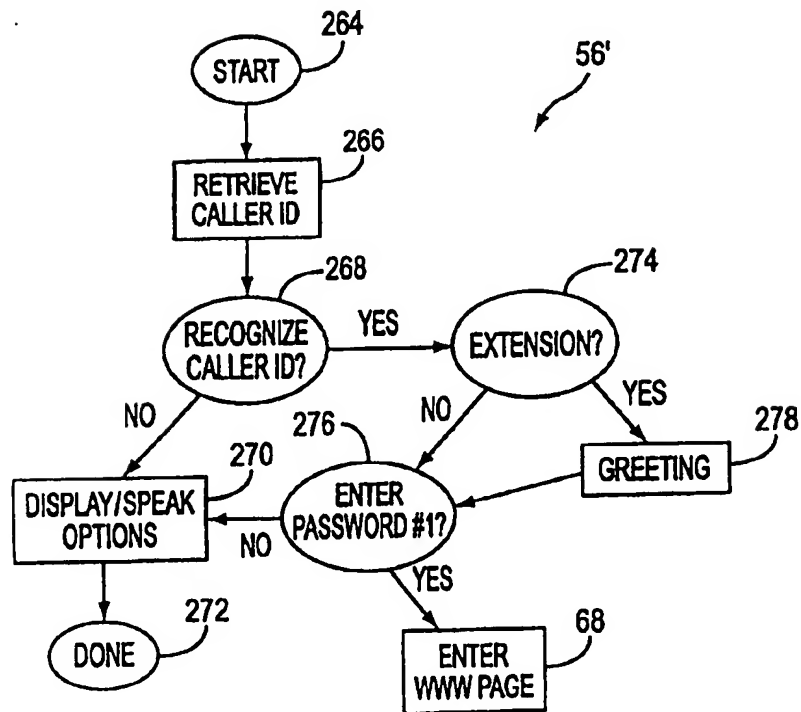 264
START
56'
266
RETRIEVE
CALLER ID
268
274
RECOGNIZE
CALLER ID?
YES
EXTENSION?
NO
276
NO
YES
278
270
GREETING
DISPLAY/SPEAK
OPTIONS
ENTER
PASSWORD #1?
NO
YES
272
68
DONE
ENTER
WWW PAGE